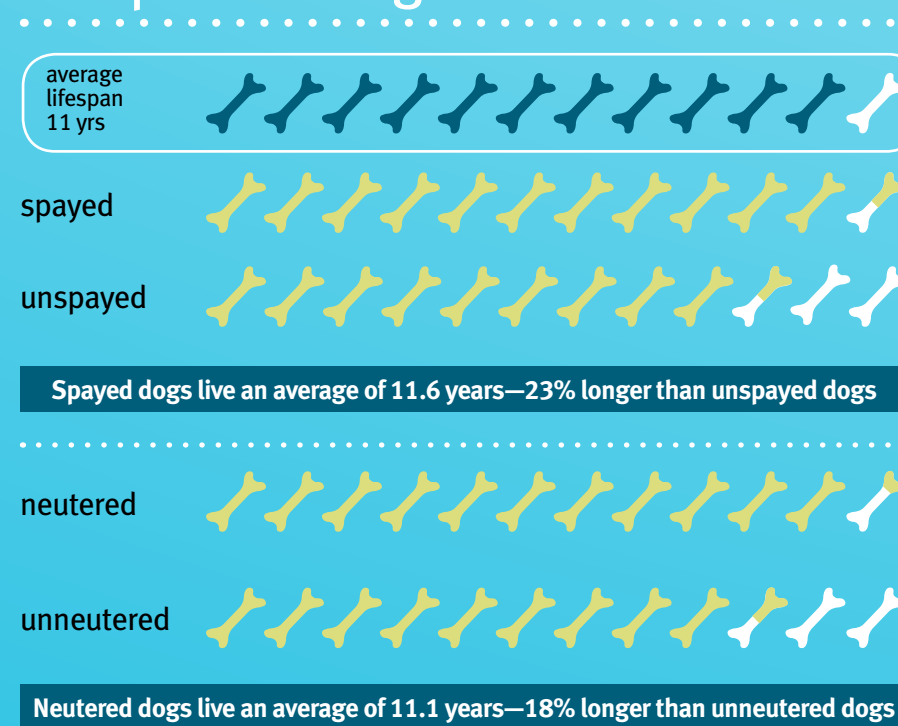 average
lifespan
11 yrs
spayed
unspayed
Spayed dogs live an average of 11.6 years—23% longer than unspayed dogs
neutered
unneutered
Neutered dogs live an average of 11.1 years—18% longer than unneutered dogs